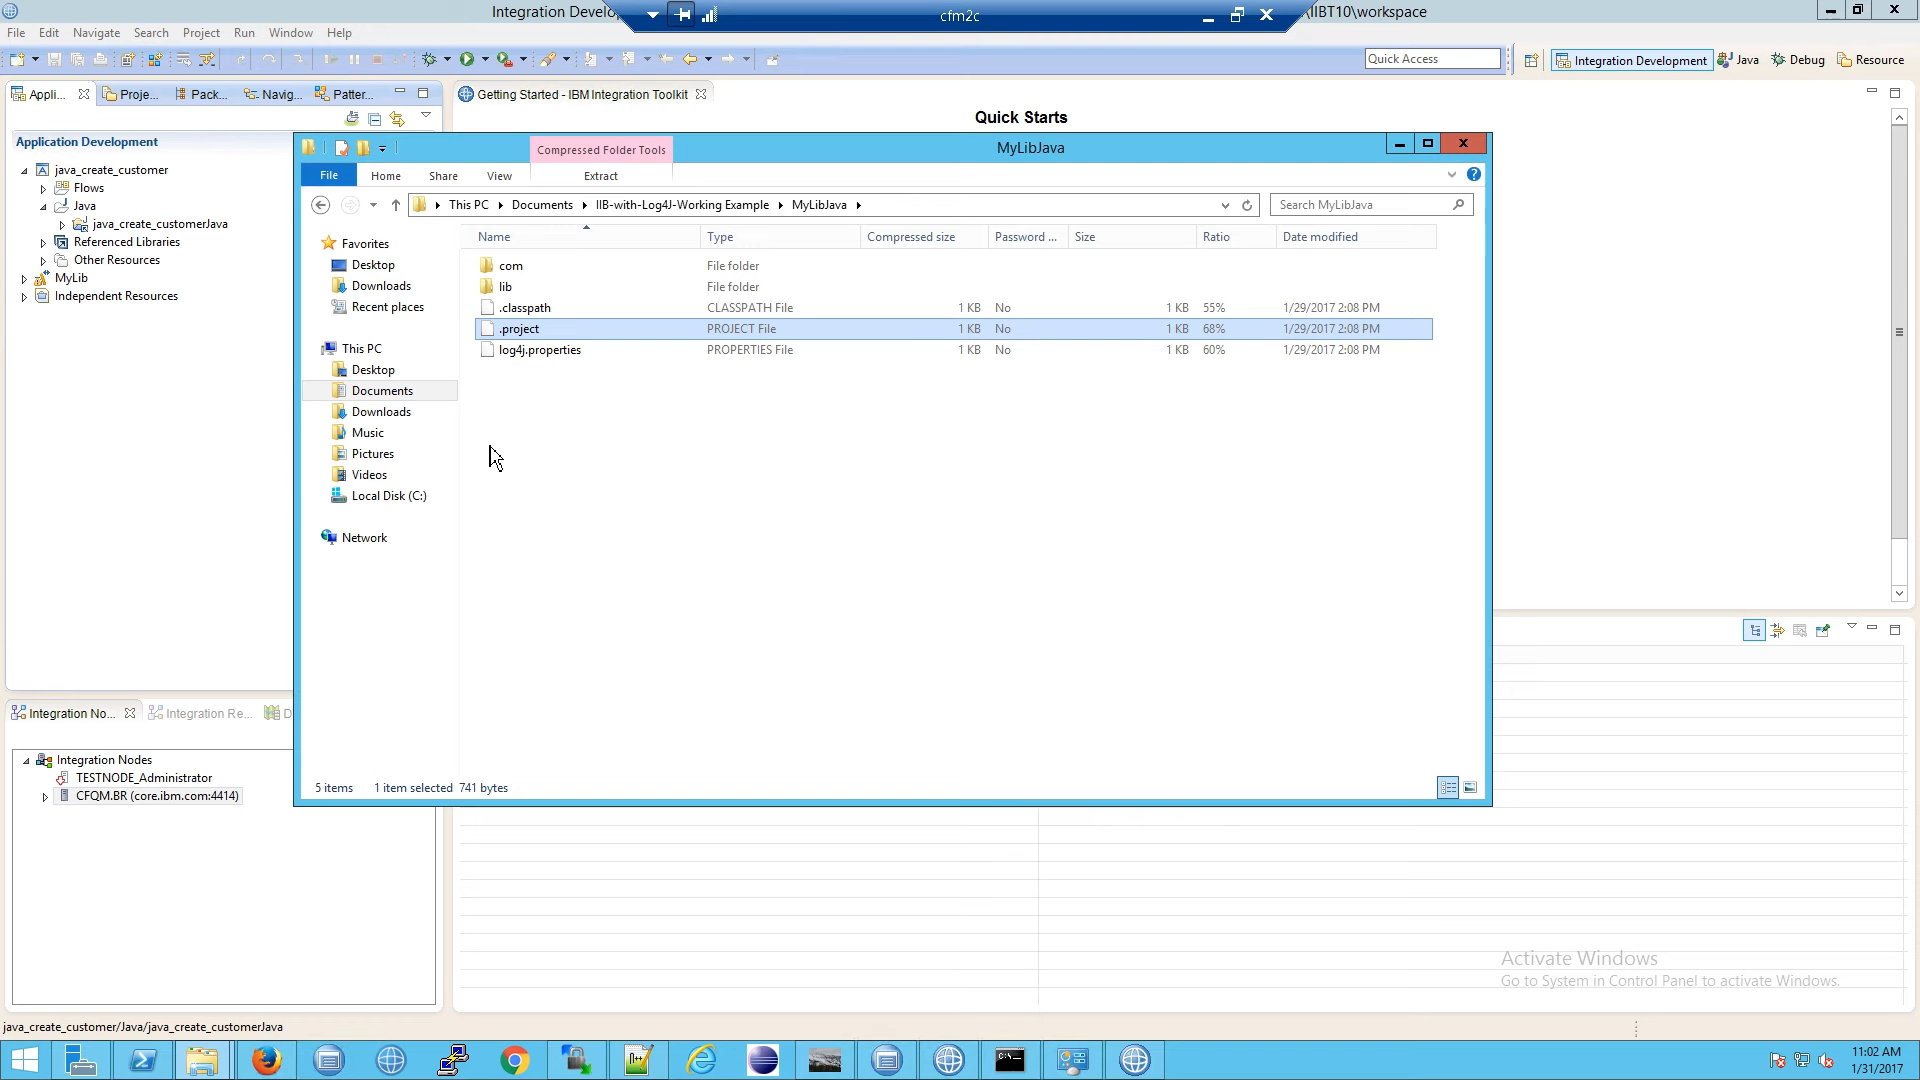 Integration Develo
cfm2c
\IIBT10\workspace
File Edit Navigate Search Project Run Window Help
Quick Access
Integration Development Java Debug Resource
Appli... Proje... Pack... Navig... Patter...
Getting Started - IBM Integration Toolkit
Quick Starts
Application Development
java_create_customer
Flows
Java
java_create_customerJava
Referenced Libraries
Other Resources
MyLib
Independent Resources
Compressed Folder Tools
MyLibJava
File Home Share View Extract
This PC Documents IIB-with-Log4J-Working Example MyLibJava
Search MyLibJava
Name Type Compressed size Password ... Size Ratio Date modified
com File folder
lib File folder
.classpath CLASSPATH File 1 KB No 1 KB 55% 1/29/2017 2:08 PM
.project PROJECT File 1 KB No 1 KB 68% 1/29/2017 2:08 PM
log4j.properties PROPERTIES File 1 KB No 1 KB 60% 1/29/2017 2:08 PM
Favorites
Desktop
Downloads
Recent places
This PC
Desktop
Documents
Downloads
Music
Pictures
Videos
Local Disk (C:)
Network
5 items 1 item selected 741 bytes
Integration No... Integration Re... D
Integration Nodes
TESTNODE_Administrator
CFQM.BR (core.ibm.com:4414)
Activate Windows
Go to System in Control Panel to activate Windows.
java_create_customer/Java/java_create_customerJava
11:02 AM
1/31/2017